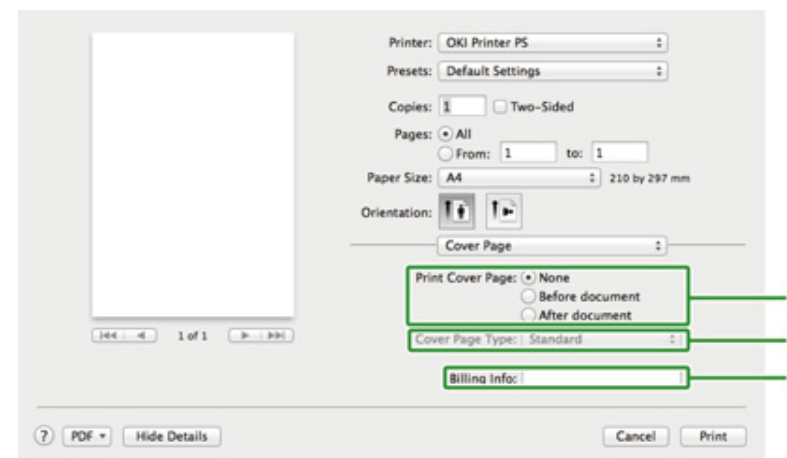 Printer: OKI Printer PS
Presets: Default Settings
Copies: 1 Two-Sided
Pages: All
From: 1 to: 1
Paper Size: A4 210 by 297 mm
Orientation:
Cover Page
Print Cover Page: None
Before document
After document
1 of 1
Cover Page Type: Standard
Billing Info:
? PDF Hide Details Cancel Print